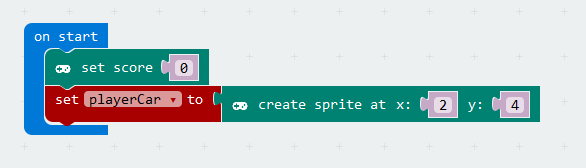 on start
set score 0
set playerCar ▾ to create sprite at x: 2 y: 4